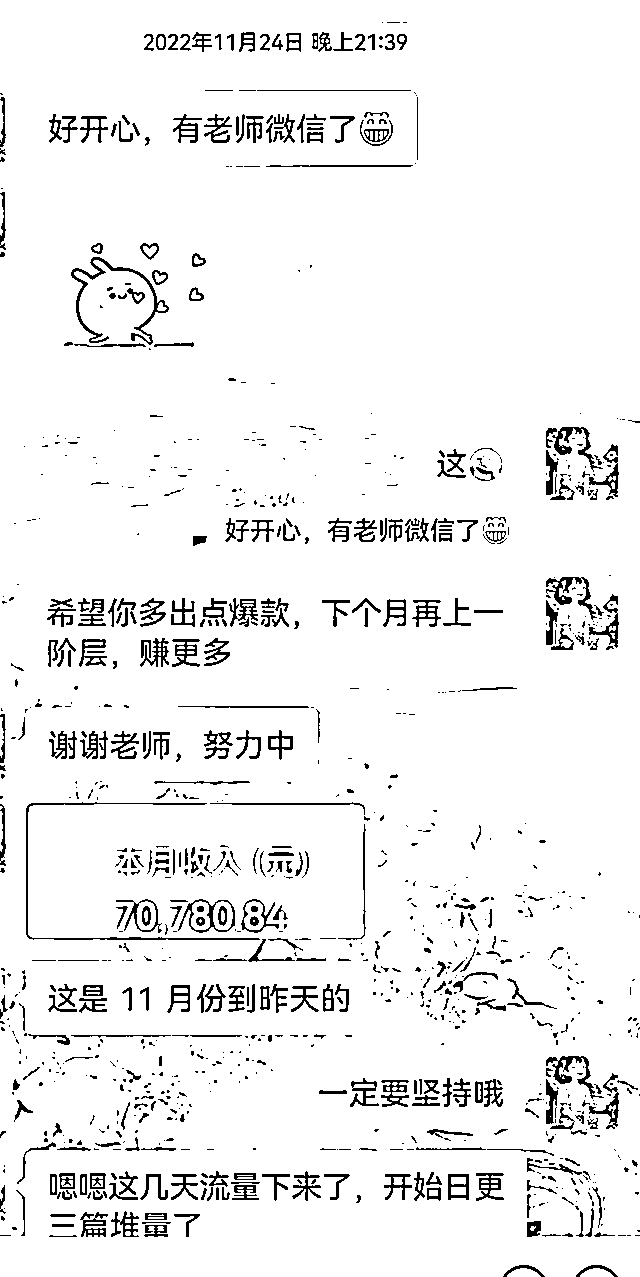 2022年11月24日 晚上21:39
好开心，有老师微信了
这
好开心，有老师微信了
希望你多出点爆款，下个月再上一
阶层，赚更多
谢谢老师，努力中
本月收入 (元)
70,780.84
这是 11 月份到昨天的
一定要坚持哦
嗯嗯这几天流量下来了，开始日更
三篇堆量了